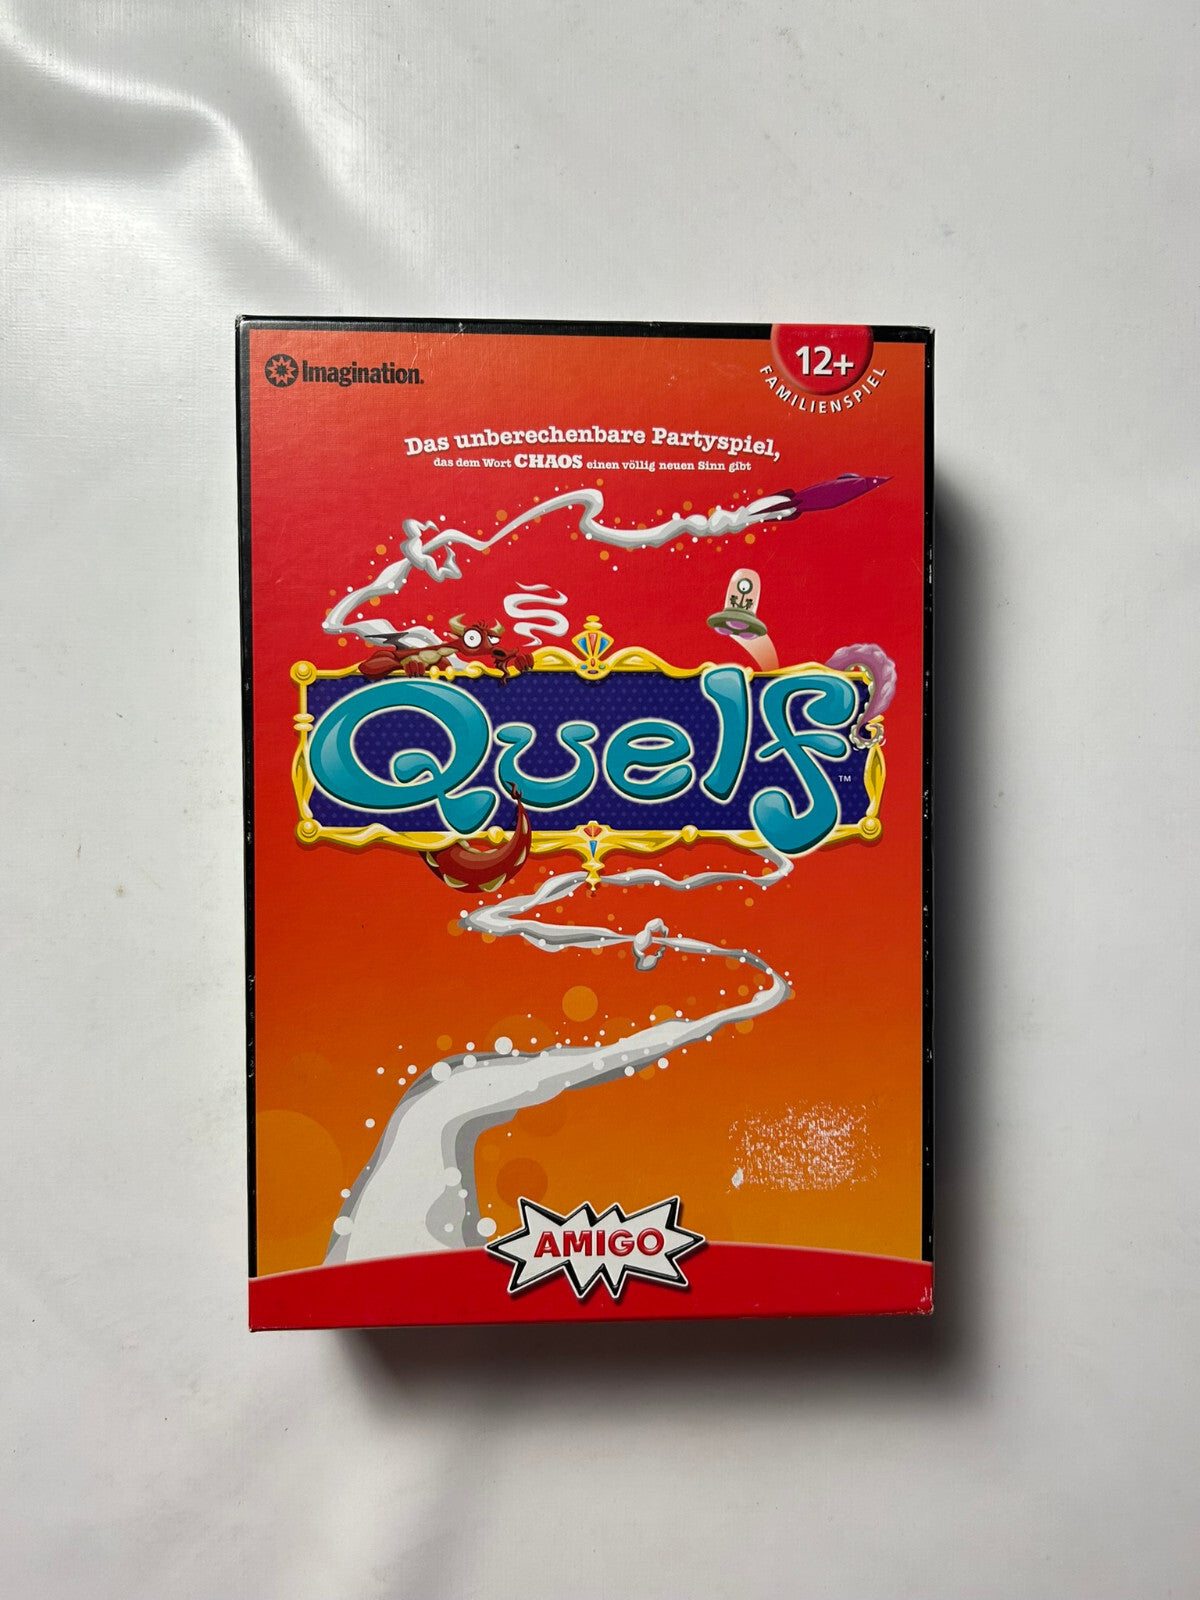 Imagination.
12+
FAMILIENSPIEL
Das unberechenbare Partyspiel,
das dem Wort CHAOS einen völlig neuen Sinn gibt
Quelf
TM
AMIGO